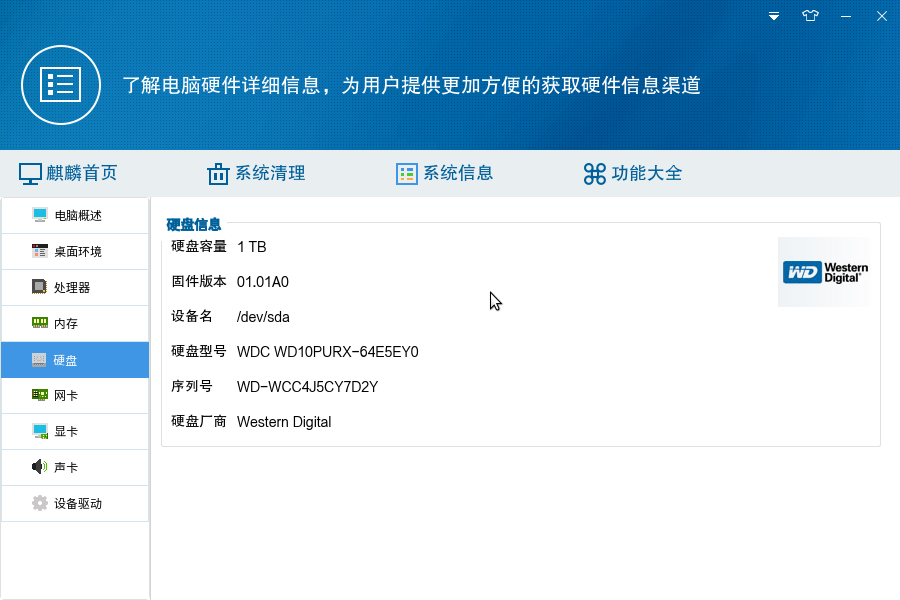 了解电脑硬件详细信息，为用户提供更加方便的获取硬件信息渠道
麒麟首页 系统清理 系统信息 功能大全
电脑概述
桌面环境
处理器
内存
硬盘
网卡
显卡
声卡
设备驱动
硬盘信息
硬盘容量 1 TB
固件版本 01.01A0
设备名 /dev/sda
硬盘型号 WDC WD10PURX-64E5EY0
序列号 WD-WCC4J5CY7D2Y
硬盘厂商 Western Digital
WD Western
Digital®